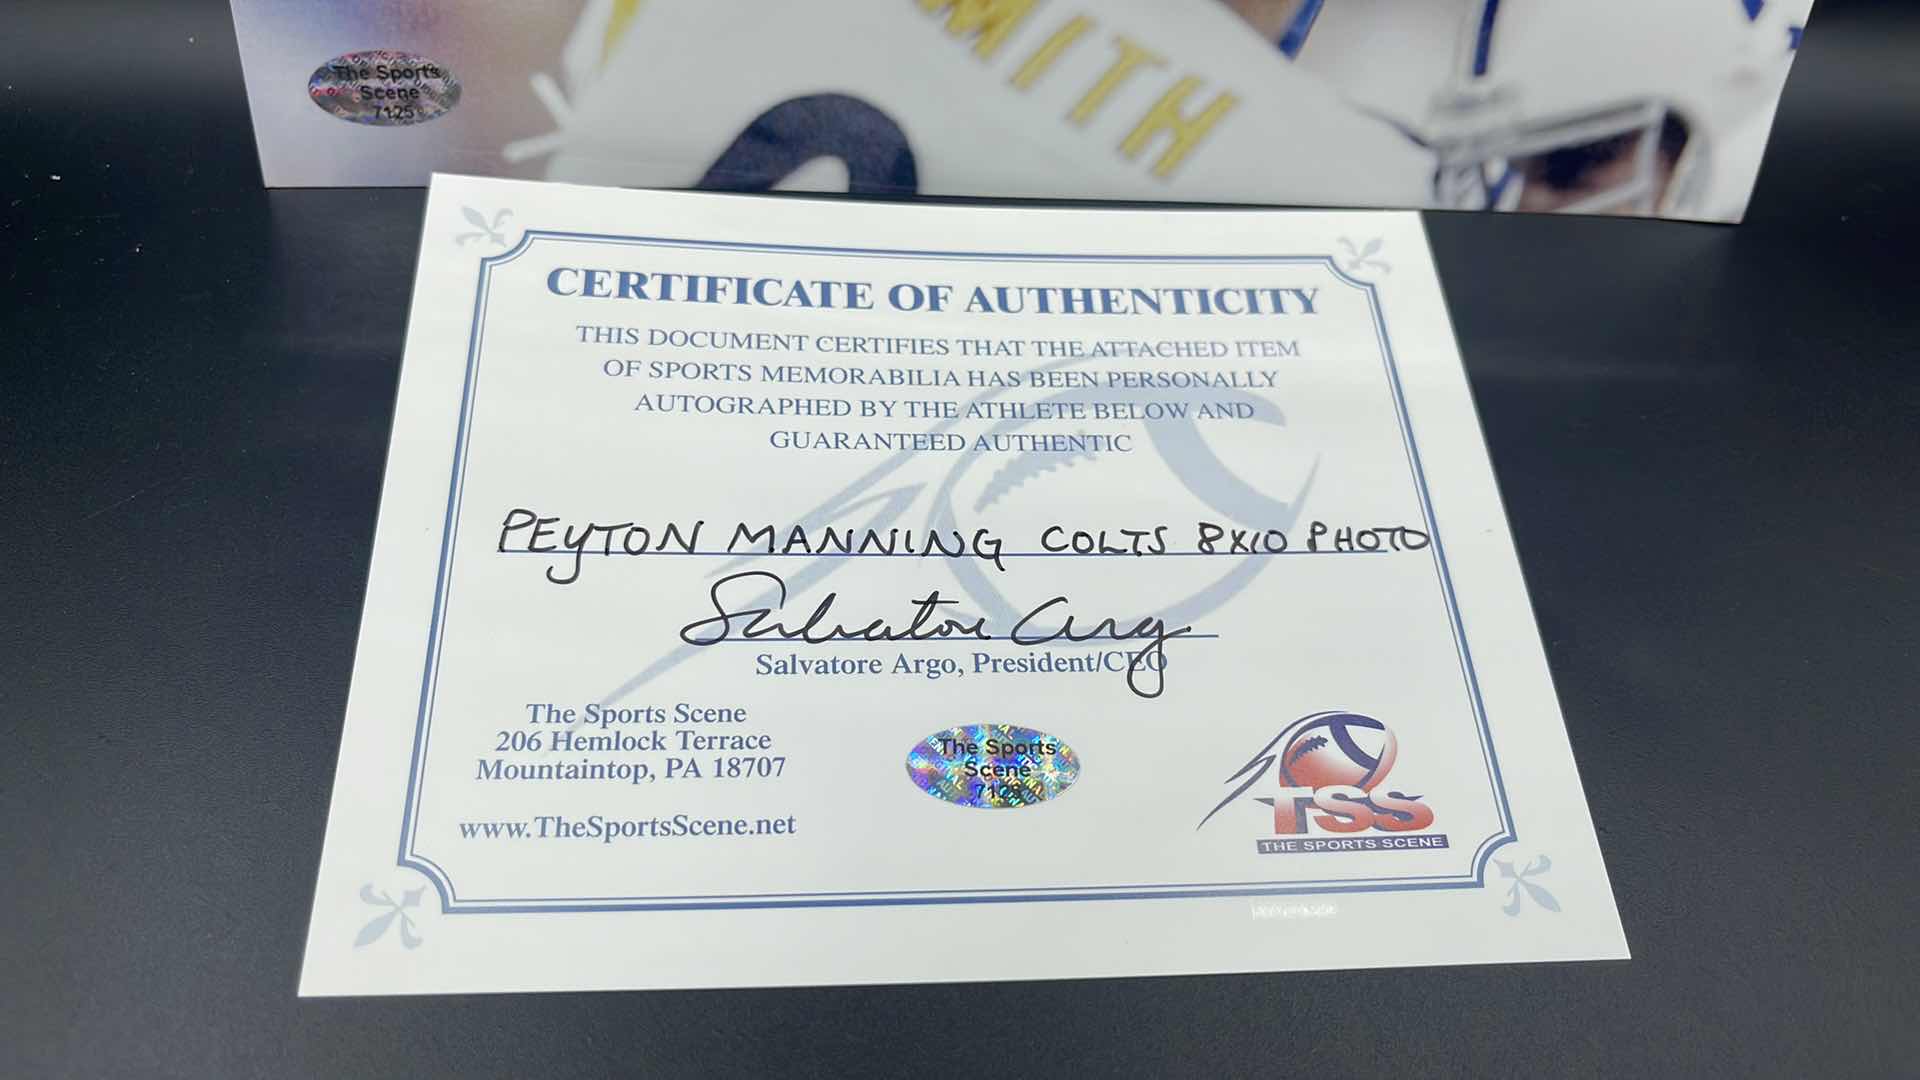 The Sports
Scene
7125
MITH
CERTIFICATE OF AUTHENTICITY
THIS DOCUMENT CERTIFIES THAT THE ATTACHED ITEM
OF SPORTS MEMORABILIA HAS BEEN PERSONALLY
AUTOGRAPHED BY THE ATHLETE BELOW AND
GUARANTEED AUTHENTIC
PEYTON MANNING COLTS 8X10 PHOTO
Salvatore Argo
Salvatore Argo, President/CEO
The Sports Scene
206 Hemlock Terrace
Mountaintop, PA 18707
www.TheSportsScene.net
The Sports
Scene
TSS
THE SPORTS SCENE